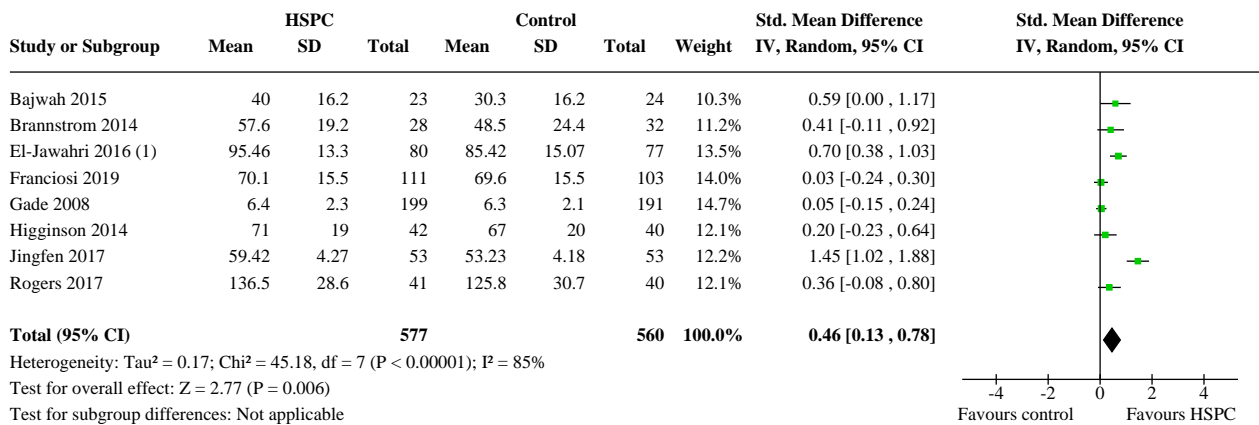 HSPC Control Std. Mean Difference Std. Mean Difference
Study or Subgroup Mean SD Total Mean SD Total Weight IV, Random, 95% CI IV, Random, 95% CI
Bajwah 2015 40 16.2 23 30.3 16.2 24 10.3% 0.59 [0.00 , 1.17]
Brannstrom 2014 57.6 19.2 28 48.5 24.4 32 11.2% 0.41 [-0.11 , 0.92]
El-Jawahri 2016 (1) 95.46 13.3 80 85.42 15.07 77 13.5% 0.70 [0.38 , 1.03]
Franciosi 2019 70.1 15.5 111 69.6 15.5 103 14.0% 0.03 [-0.24 , 0.30]
Gade 2008 6.4 2.3 199 6.3 2.1 191 14.7% 0.05 [-0.15 , 0.24]
Higginson 2014 71 19 42 67 20 40 12.1% 0.20 [-0.23 , 0.64]
Jingfen 2017 59.42 4.27 53 53.23 4.18 53 12.2% 1.45 [1.02 , 1.88]
Rogers 2017 136.5 28.6 41 125.8 30.7 40 12.1% 0.36 [-0.08 , 0.80]
Total (95% CI) 577 560 100.0% 0.46 [0.13 , 0.78]
Heterogeneity: Tau² = 0.17; Chi² = 45.18, df = 7 (P < 0.00001); I² = 85%
Test for overall effect: Z = 2.77 (P = 0.006)
Test for subgroup differences: Not applicable
-4 -2 0 2 4
Favours control Favours HSPC